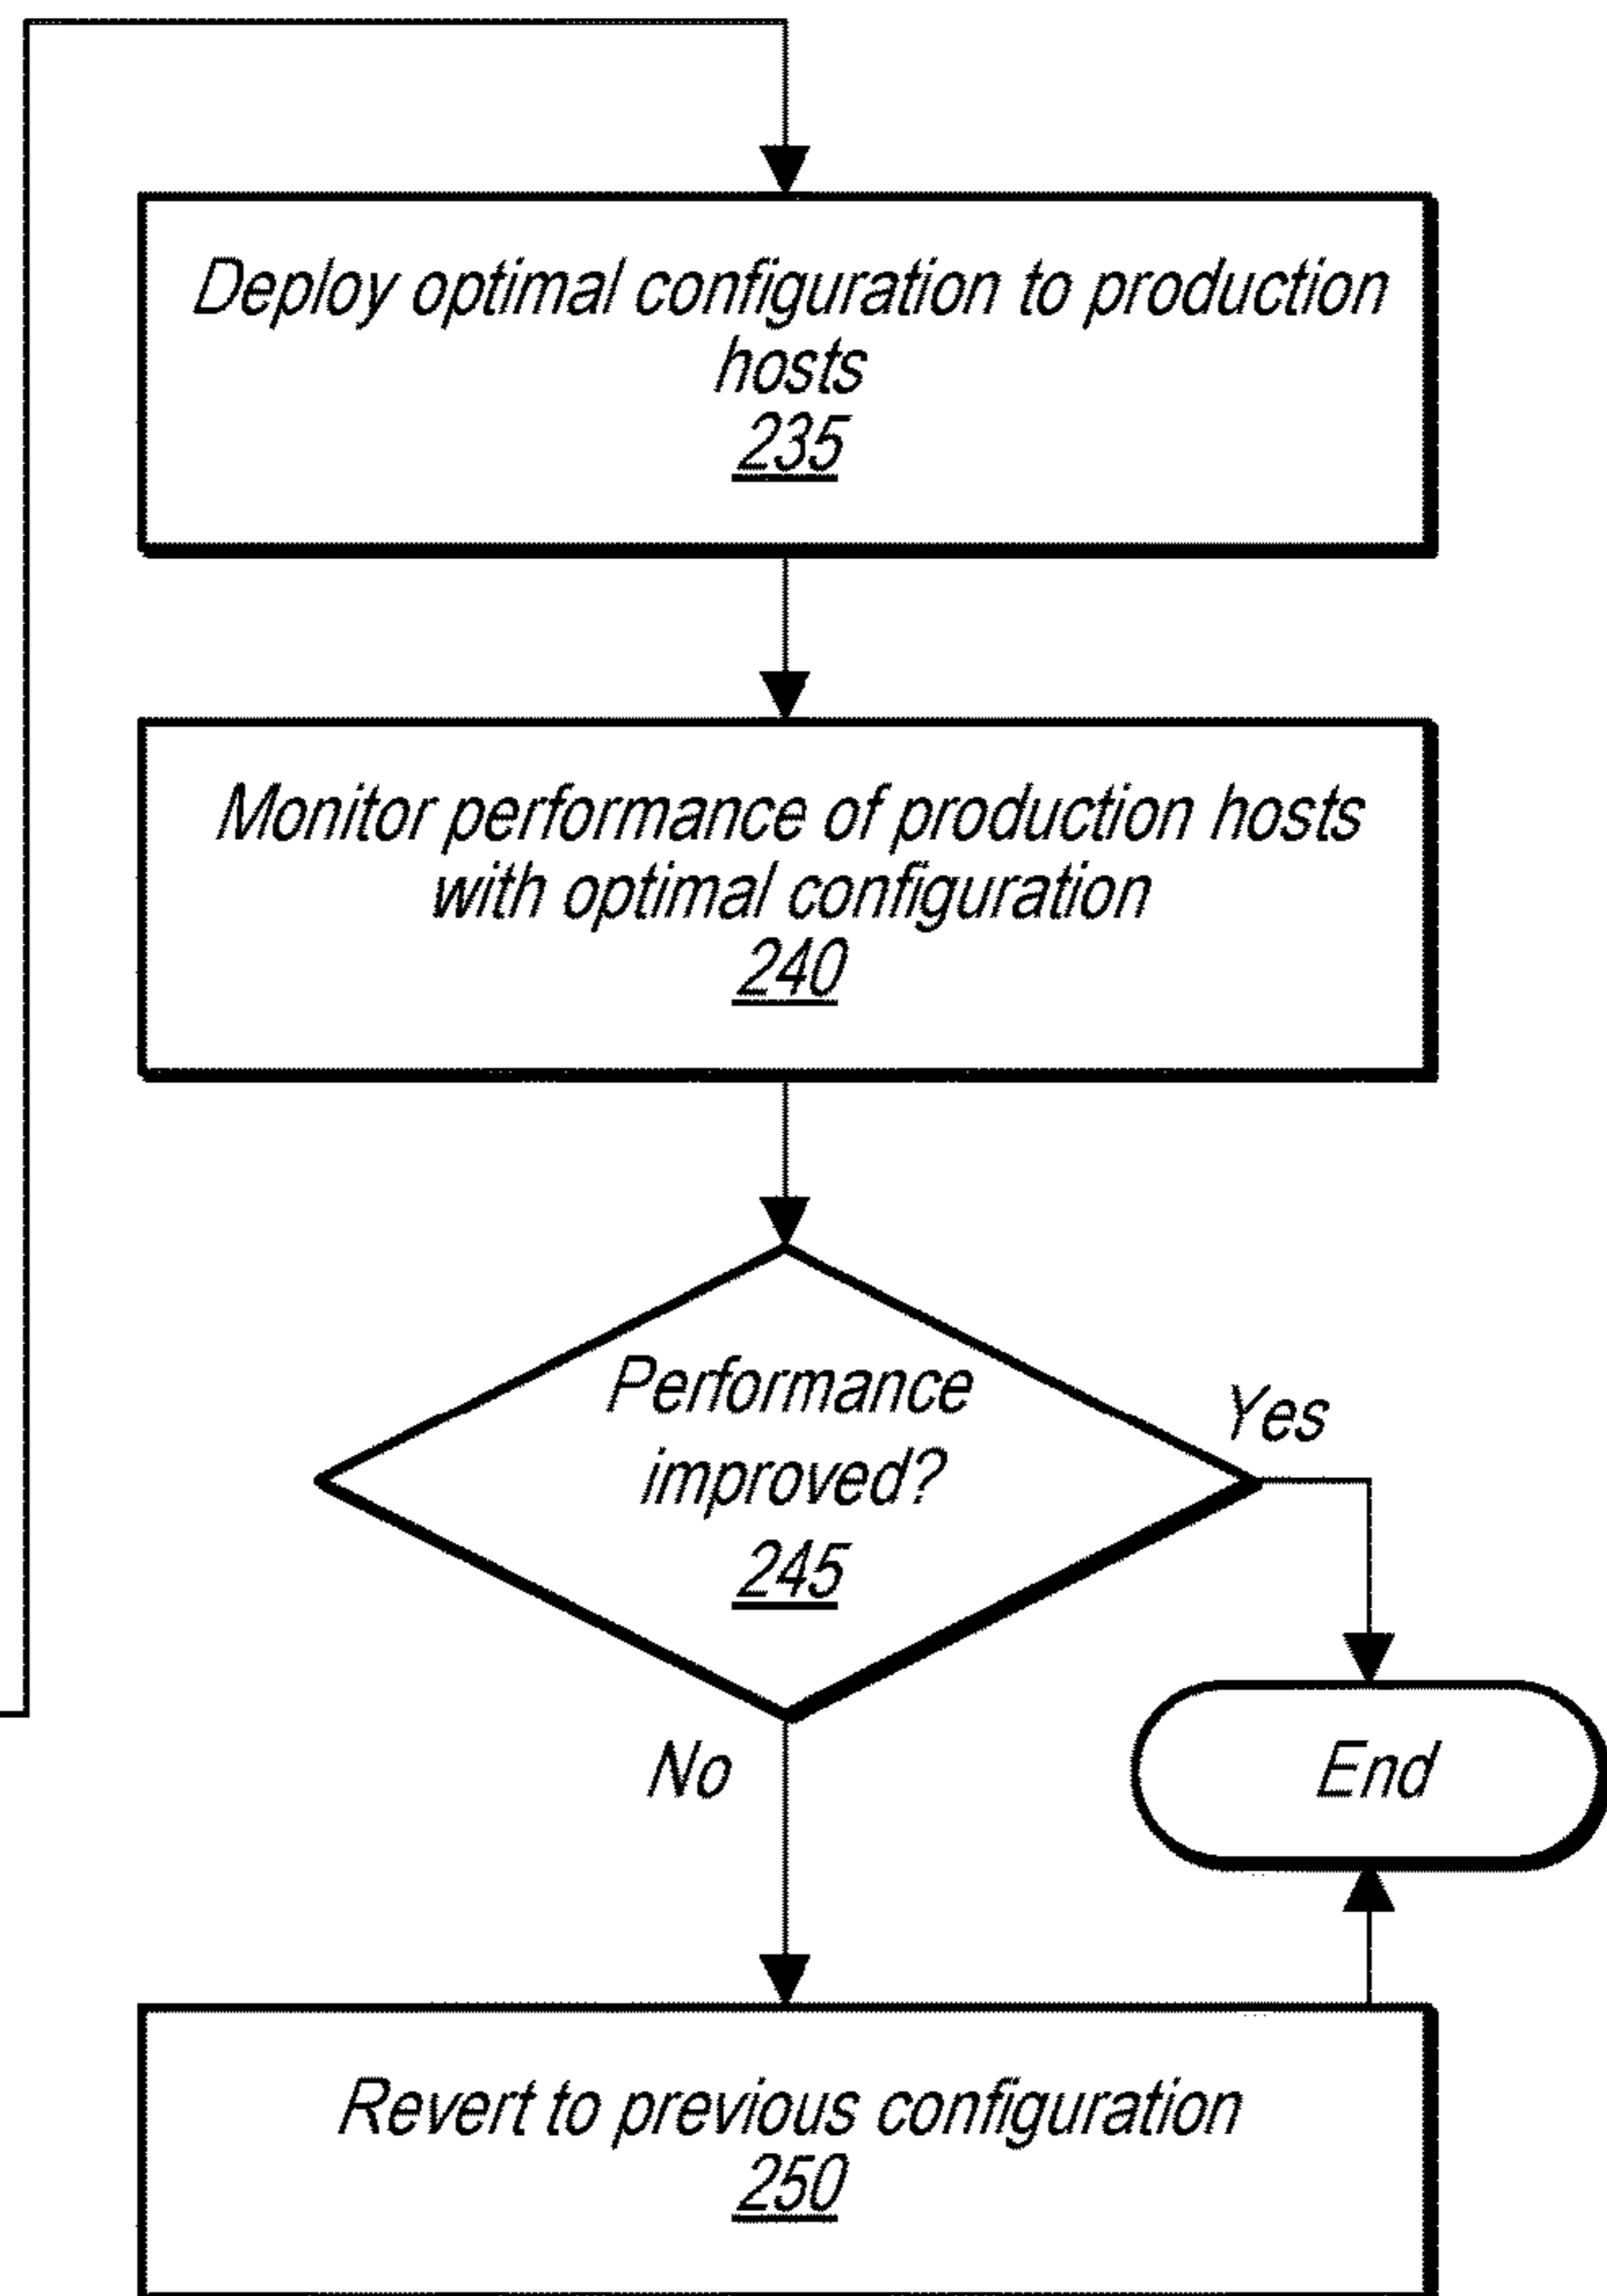 Deploy optimal configuration to production
hosts
235
Monitor performance of production hosts
with optimal configuration
240
Performance
improved?
245
Yes
No
End
Revert to previous configuration
250